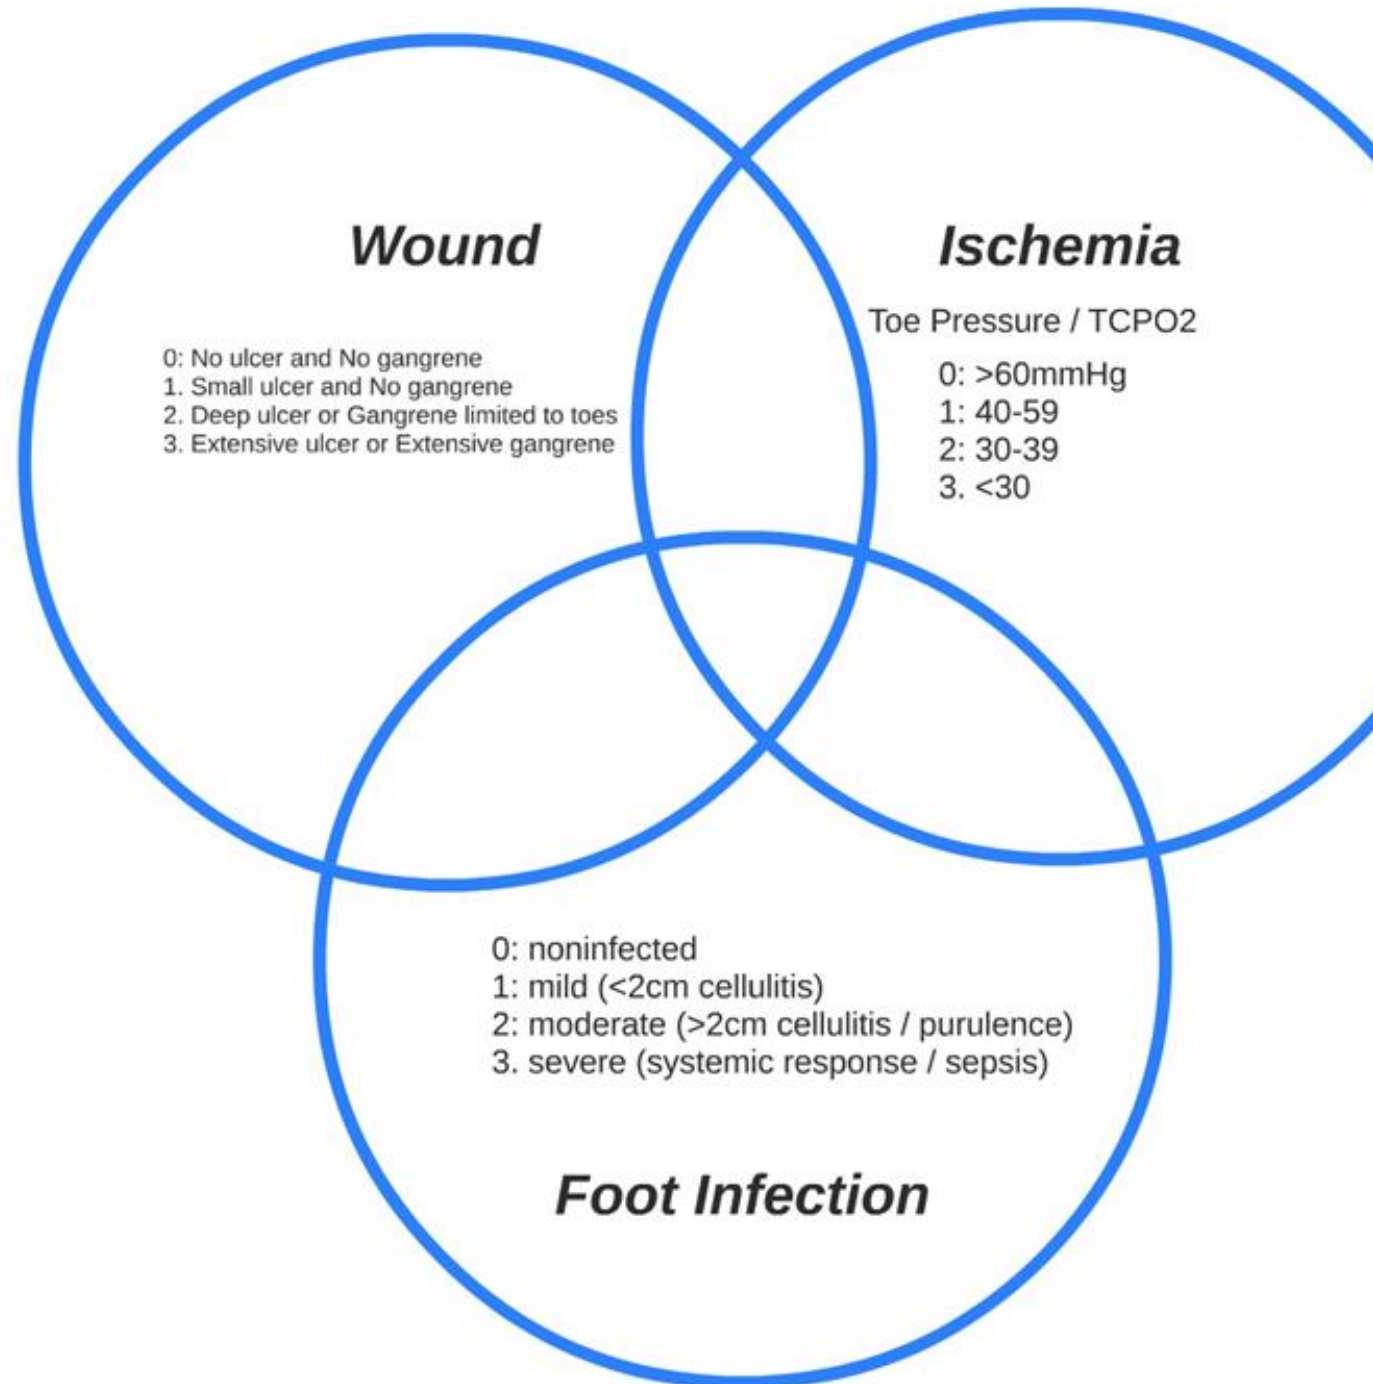 Wound
0: No ulcer and No gangrene
1. Small ulcer and No gangrene
2. Deep ulcer or Gangrene limited to toes
3. Extensive ulcer or Extensive gangrene
Ischemia
Toe Pressure / TCPO2
0: >60mmHg
1: 40-59
2: 30-39
3. <30
0: noninfected
1: mild (<2cm cellulitis)
2: moderate (>2cm cellulitis / purulence)
3. severe (systemic response / sepsis)
Foot Infection